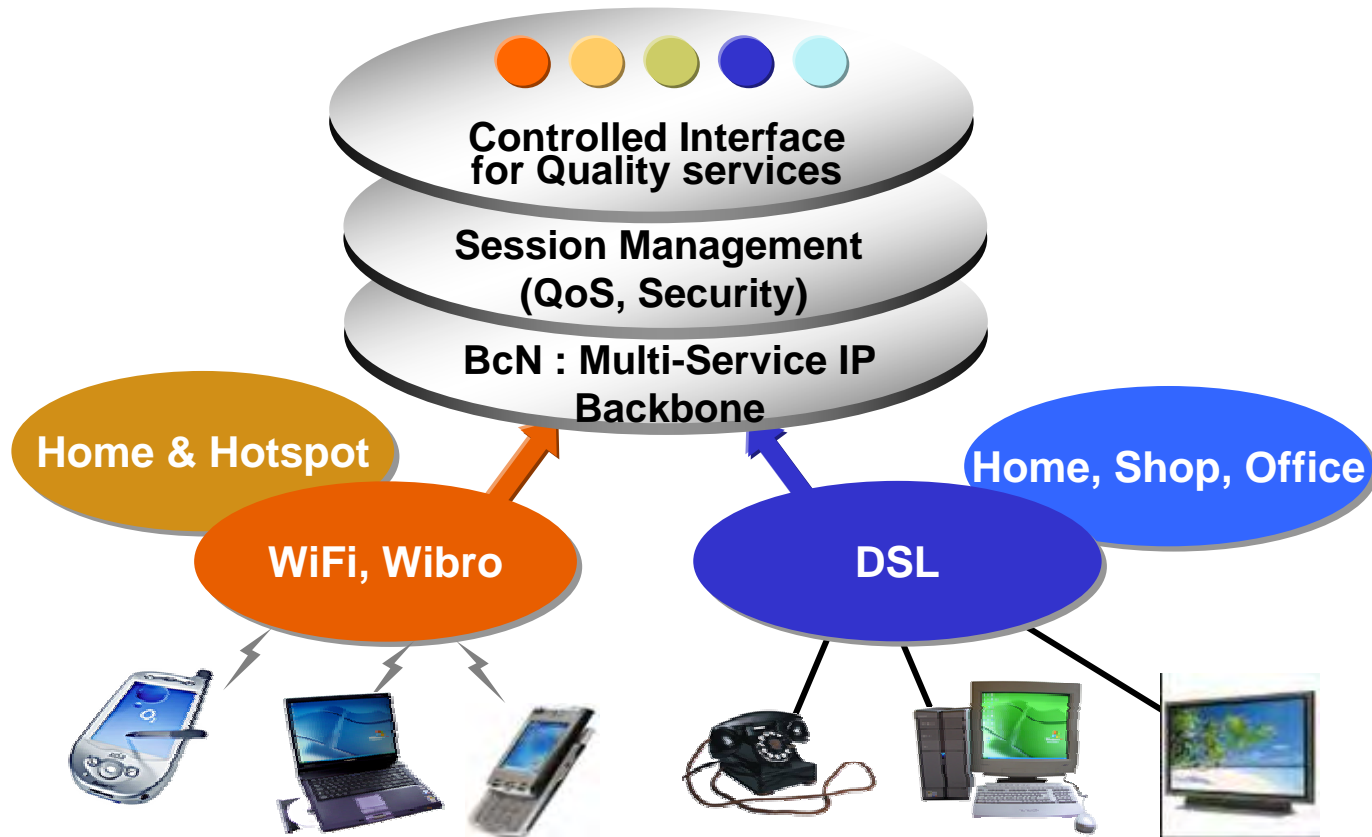 Controlled Interface
for Quality services
Session Management
(QoS, Security)
BcN : Multi-Service IP
Backbone
Home & Hotspot
Home, Shop, Office
WiFi, Wibro
DSL